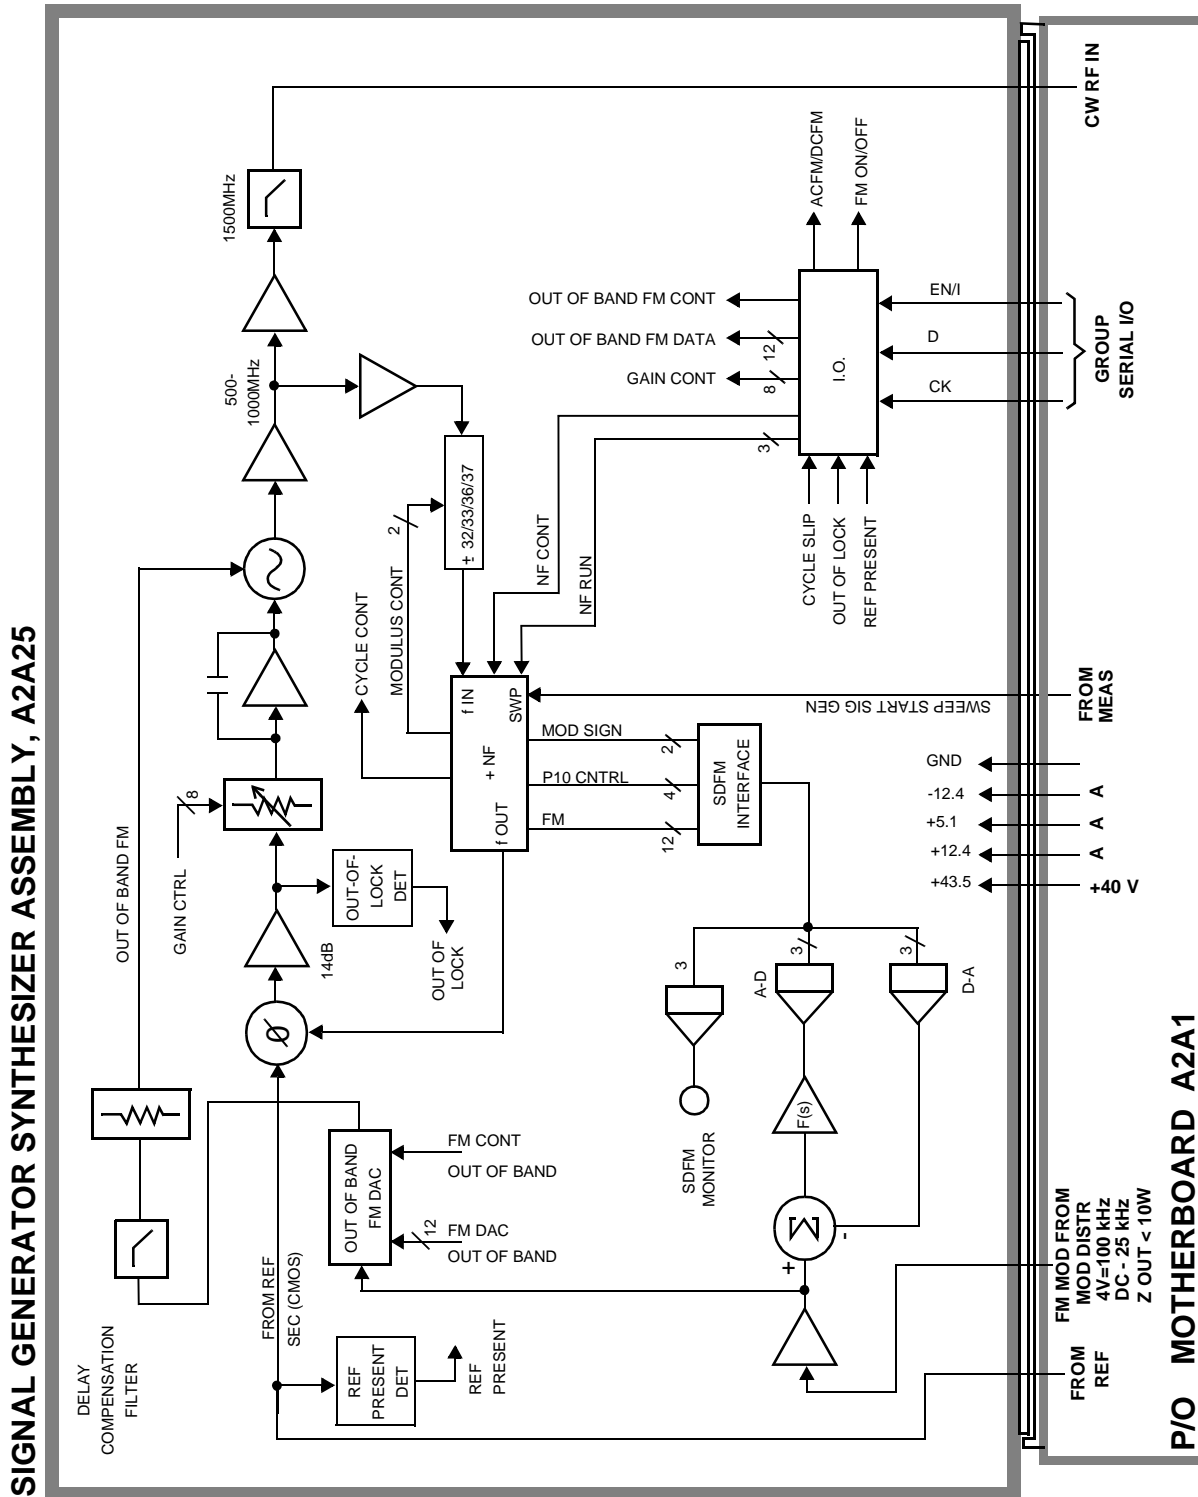 SIGNAL GENERATOR SYNTHESIZER ASSEMBLY, A2A25
1500MHz
500-
1000MHz
OUT OF BAND FM
GAIN CTRL
8
14dB
OUT-OF-
LOCK
DET
OUT OF
LOCK
Ø
DELAY
COMPENSATION
FILTER
FROM REF
SEC (CMOS)
REF
PRESENT
DET
REF
PRESENT
OUT OF BAND
FM DAC
FM CONT
OUT OF BAND
12
FM DAC
OUT OF BAND
CYCLE CONT
MODULUS CONT
2
± 32/33/36/37
f IN
SWP
+ NF
f OUT
NF CONT
NF RUN
3
MOD SIGN
2
P10 CNTRL
4
FM
12
SDFM
INTERFACE
OUT OF BAND FM CONT
OUT OF BAND FM DATA
12
GAIN CONT
8
I.O.
ACFM/DCFM
FM ON/OFF
EN/I
D
CK
GROUP
SERIAL I/O
CYCLE SLIP
OUT OF LOCK
REF PRESENT
SWEEP START SIG GEN
FROM
MEAS
GND
-12.4
A
+5.1
A
+12.4
A
+43.5
+40 V
3
3
A-D
3
D-A
F(s)
SDFM
MONITOR
Σ
+
-
CW RF IN
FM MOD FROM
MOD DISTR
4V=100 kHz
DC - 25 kHz
Z OUT < 10W
FROM
REF
P/O MOTHERBOARD A2A1